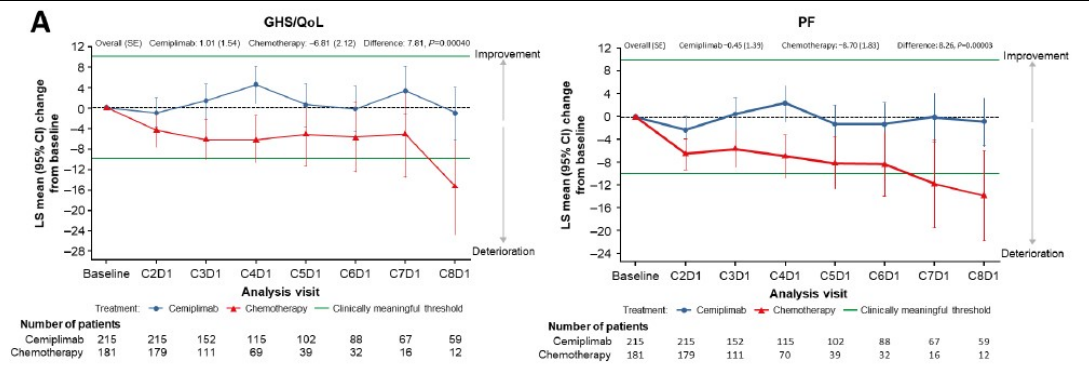 A
GHS/QoL
Overall (SE) Cemiplimab: 1.01 (1.54) Chemotherapy: –6.81 (2.12) Difference: 7.81, P=0.00040
Improvement
LS mean (95% CI) change
from baseline
12
8
4
0
–4
–8
–12
–16
–20
–24
–28
Deterioration
Baseline C2D1 C3D1 C4D1 C5D1 C6D1 C7D1 C8D1
Analysis visit
Treatment: Cemiplimab Chemotherapy Clinically meaningful threshold
Number of patients
Cemiplimab 215 215 152 115 102 88 67 59
Chemotherapy 181 179 111 69 39 32 16 12
PF
Overall (SE) Cemiplimab –0.45 (1.39) Chemotherapy: –8.70 (1.83) Difference: 8.26, P=0.00003
Improvement
LS mean (95% CI) change
from baseline
12
8
4
0
–4
–8
–12
–16
–20
–24
Deterioration
Baseline C2D1 C3D1 C4D1 C5D1 C6D1 C7D1 C8D1
Analysis visit
Treatment: Cemiplimab Chemotherapy Clinically meaningful threshold
Number of patients
Cemiplimab 215 215 152 115 102 88 67 59
Chemotherapy 181 179 111 70 39 32 16 12